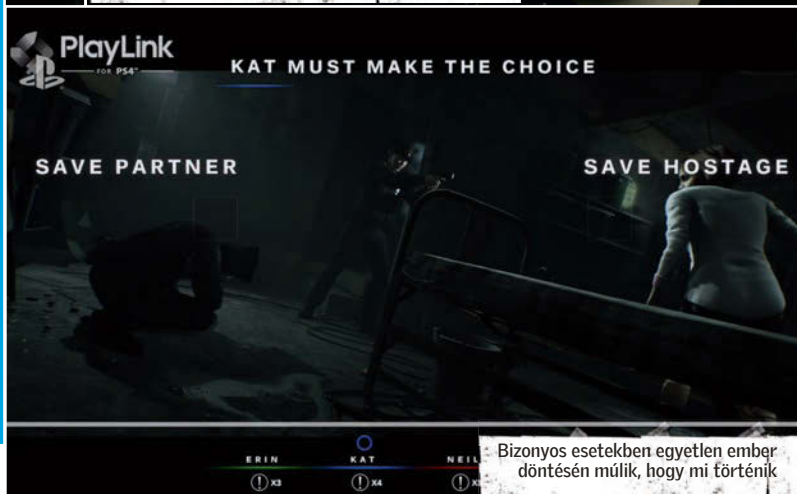 PlayLink
FOR PS4™
KAT MUST MAKE THE CHOICE
SAVE PARTNER
SAVE HOSTAGE
ERIN
KAT
NEIL
X3
X4
Bizonyos esetekben egyetlen ember
döntésén múlik, hogy mi történik